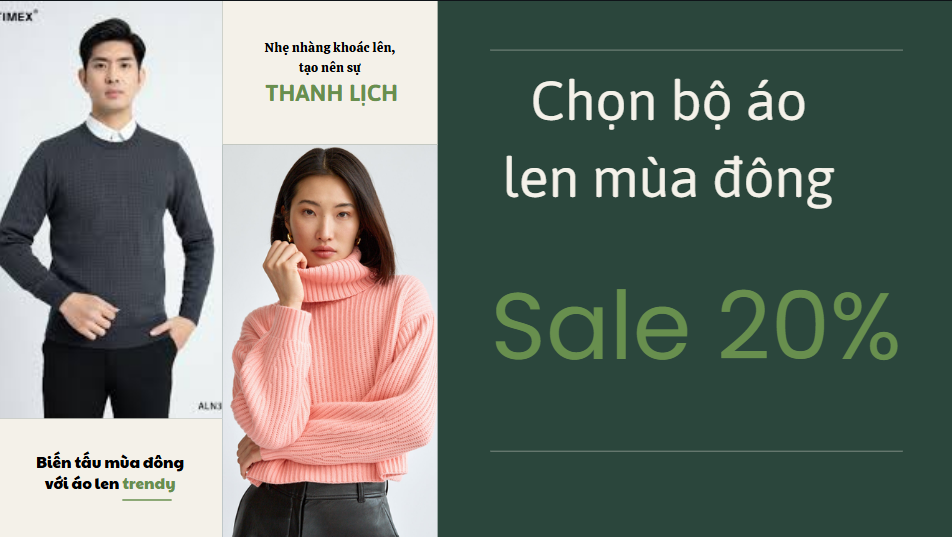 TIMEX®
ALN3
Biến tấu mùa đông
với áo len trendy
Nhẹ nhàng khoác lên,
tạo nên sự
THANH LỊCH
Chọn bộ áo
len mùa đông
Sale 20%